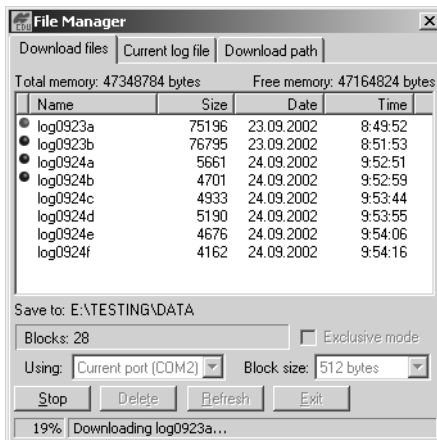 CDU File Manager
Download files Current log file Download path
Total memory: 47348784 bytes Free memory: 47164824 bytes
Name Size Date Time
log0923a 75196 23.09.2002 8:49:52
log0923b 76795 23.09.2002 8:51:53
log0924a 5661 24.09.2002 9:52:51
log0924b 4701 24.09.2002 9:52:59
log0924c 4933 24.09.2002 9:53:44
log0924d 5190 24.09.2002 9:53:55
log0924e 4676 24.09.2002 9:54:06
log0924f 4162 24.09.2002 9:54:16
Save to: E:\TESTING\DATA
Blocks: 28 Exclusive mode
Using: Current port (COM2) Block size: 512 bytes
Stop Delete Refresh Exit
19% Downloading log0923a...